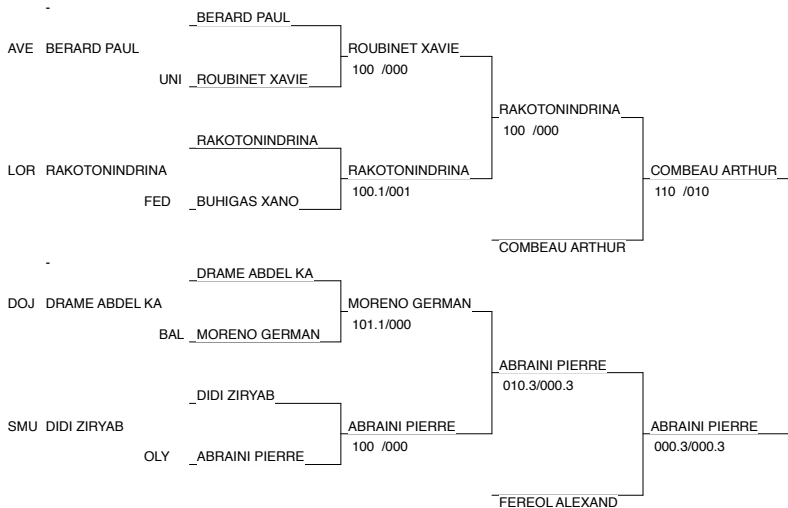 -
BERARD PAUL
AVE BERARD PAUL
ROUBINET XAVIE
100 /000
UNI ROUBINET XAVIE
RAKOTONINDRINA
100 /000
RAKOTONINDRINA
LOR RAKOTONINDRINA
RAKOTONINDRINA
100.1/001
COMBEAU ARTHUR
110 /010
FED BUHIGAS XANO
COMBEAU ARTHUR
-
DRAME ABDEL KA
DOJ DRAME ABDEL KA
MORENO GERMAN
101.1/000
BAL MORENO GERMAN
ABRAINI PIERRE
010.3/000.3
DIDI ZIRYAB
SMU DIDI ZIRYAB
ABRAINI PIERRE
100 /000
ABRAINI PIERRE
000.3/000.3
OLY ABRAINI PIERRE
FEREOL ALEXAND